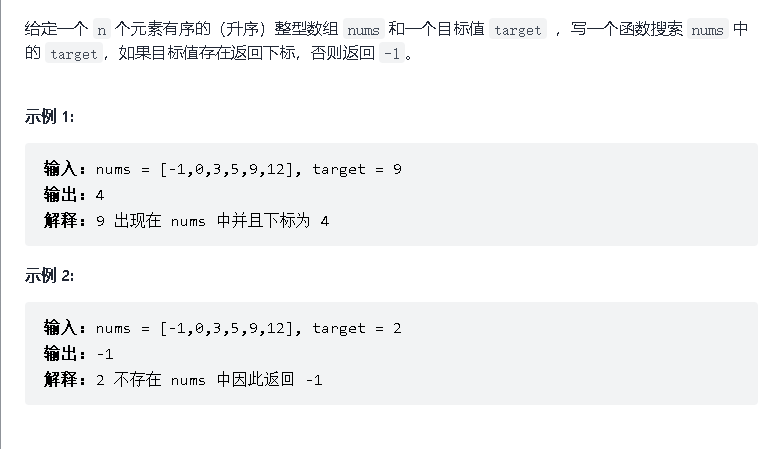 给定一个 n 个元素有序的（升序）整型数组 nums 和一个目标值 target ，写一个函数搜索 nums 中
的 target，如果目标值存在返回下标，否则返回 -1。
示例 1:
输入: nums = [-1,0,3,5,9,12], target = 9
输出: 4
解释: 9 出现在 nums 中并且下标为 4
示例 2:
输入: nums = [-1,0,3,5,9,12], target = 2
输出: -1
解释: 2 不存在 nums 中因此返回 -1